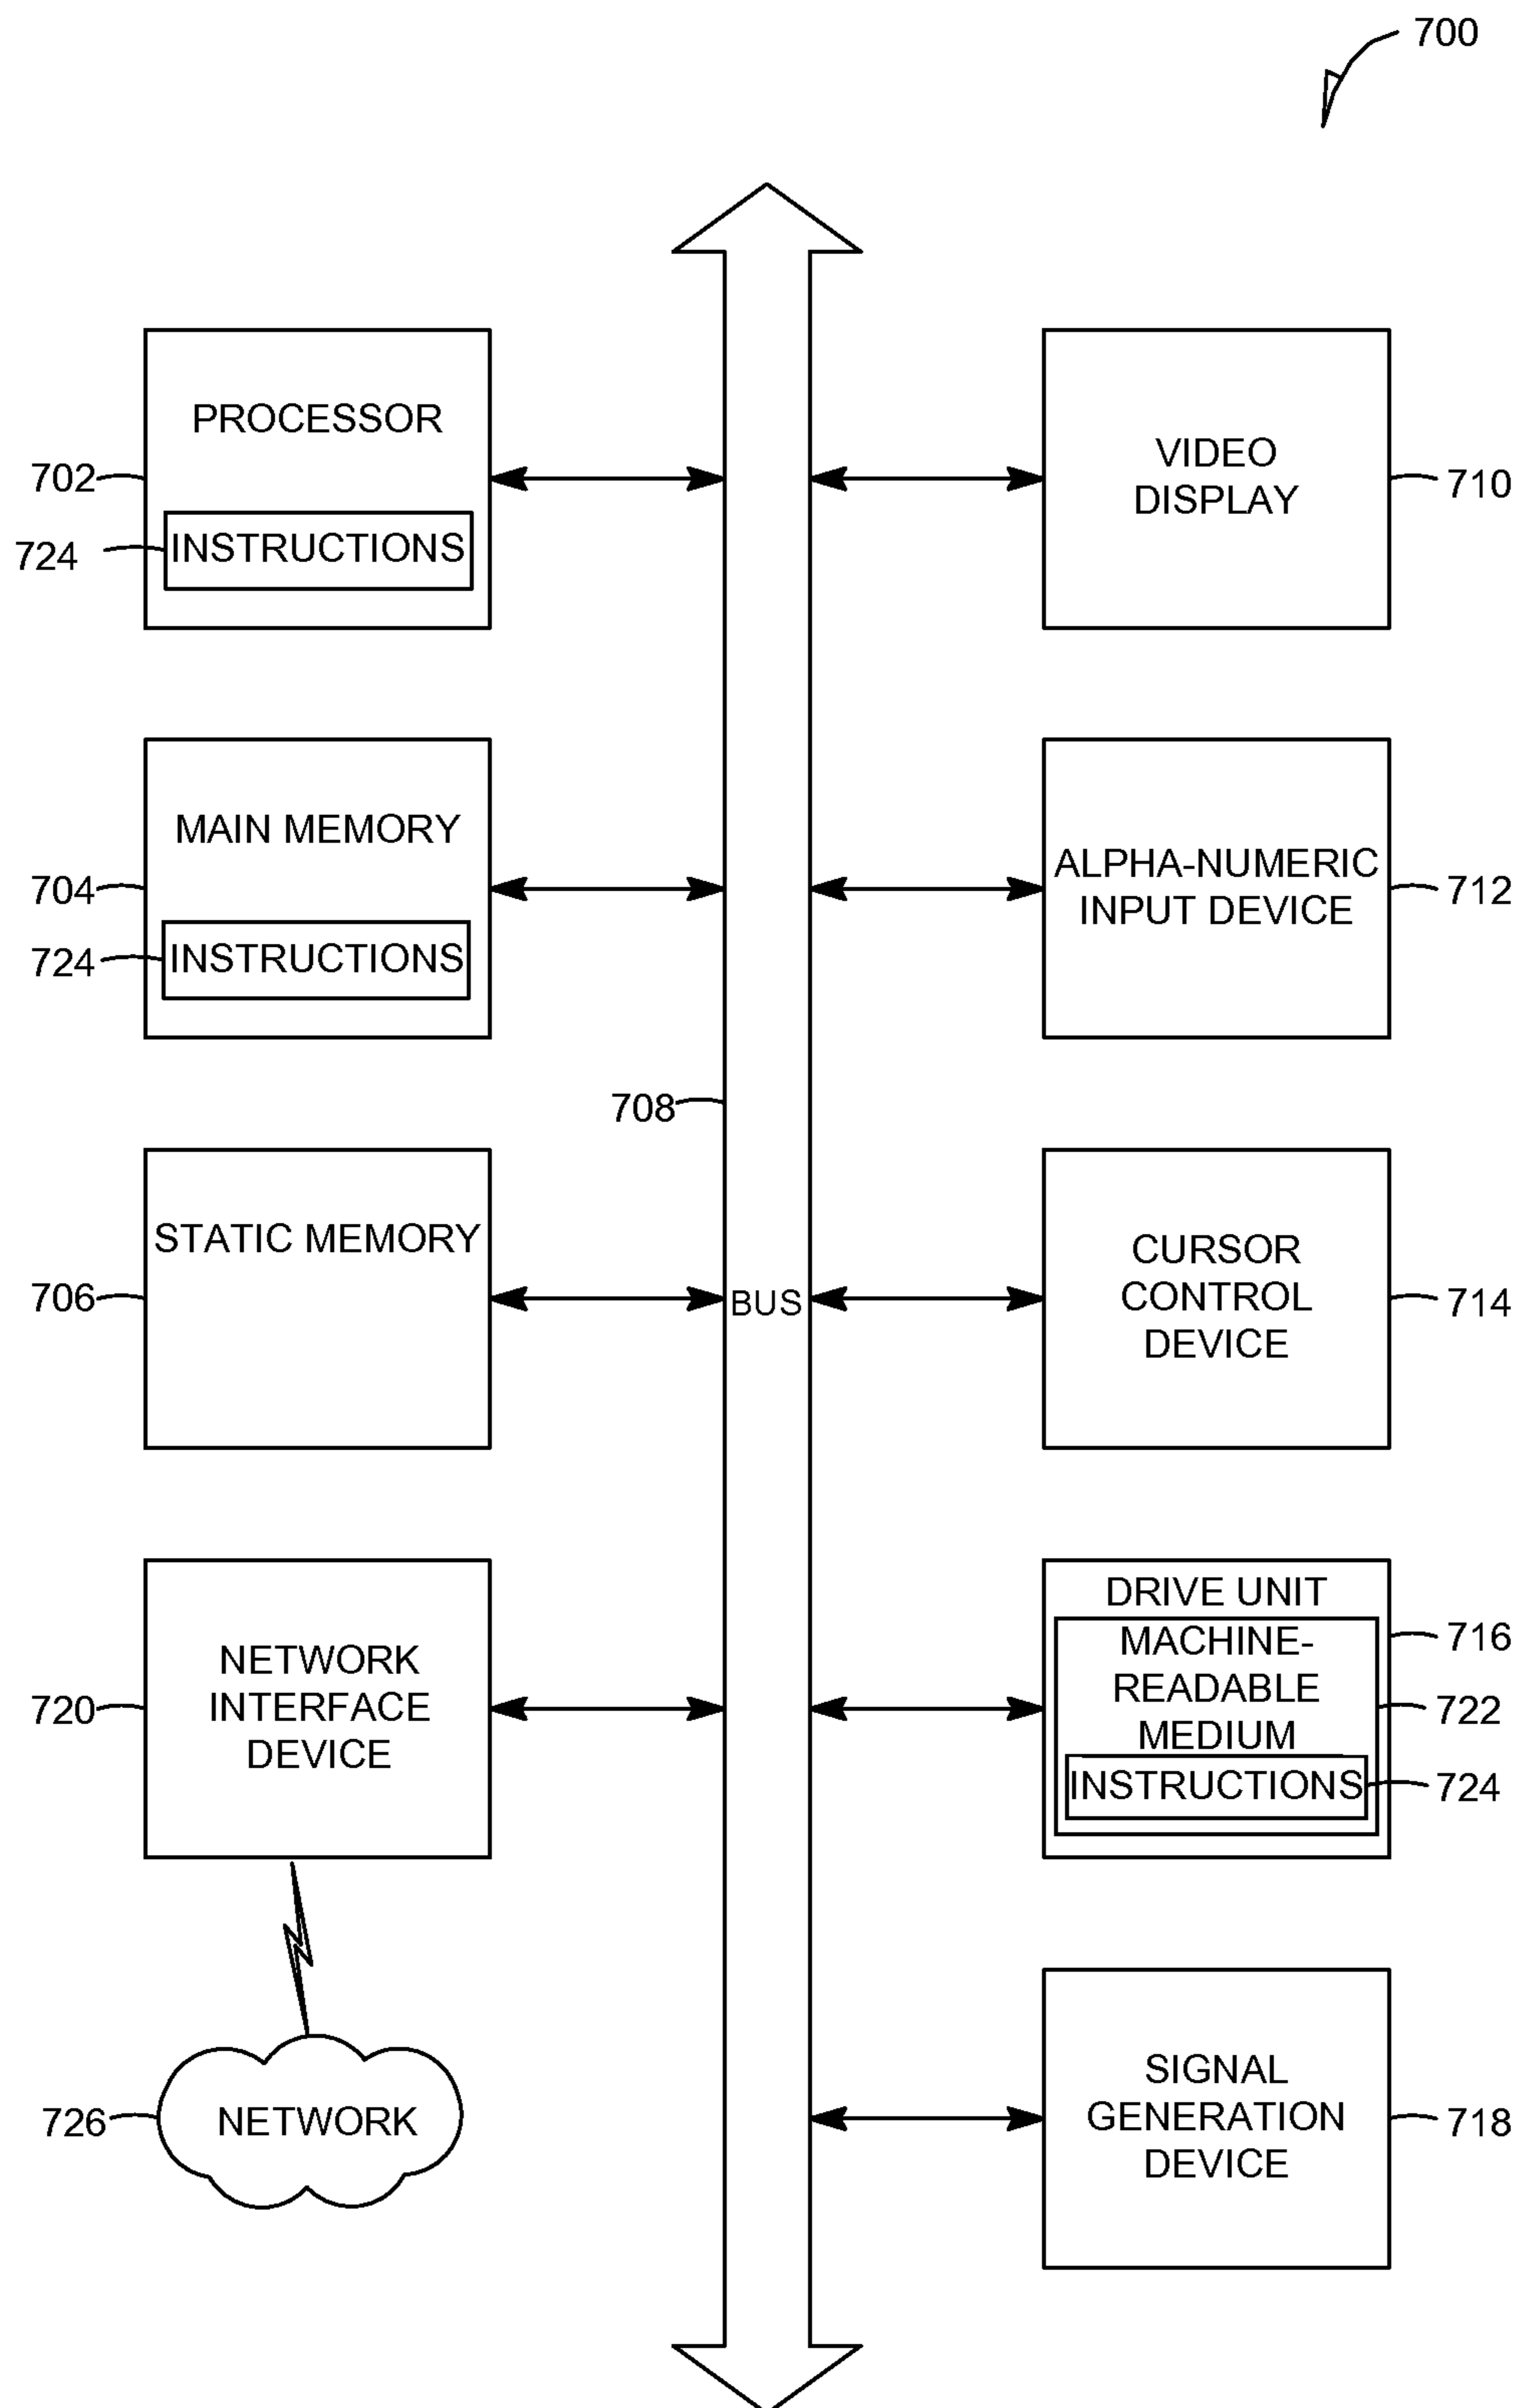 700
PROCESSOR
702
724
INSTRUCTIONS
VIDEO
DISPLAY
710
MAIN MEMORY
704
724
INSTRUCTIONS
ALPHA-NUMERIC
INPUT DEVICE
712
708
STATIC MEMORY
706
BUS
CURSOR
CONTROL
DEVICE
714
NETWORK
INTERFACE
DEVICE
720
DRIVE UNIT
716
MACHINE-
READABLE
MEDIUM
722
INSTRUCTIONS
724
726
NETWORK
SIGNAL
GENERATION
DEVICE
718